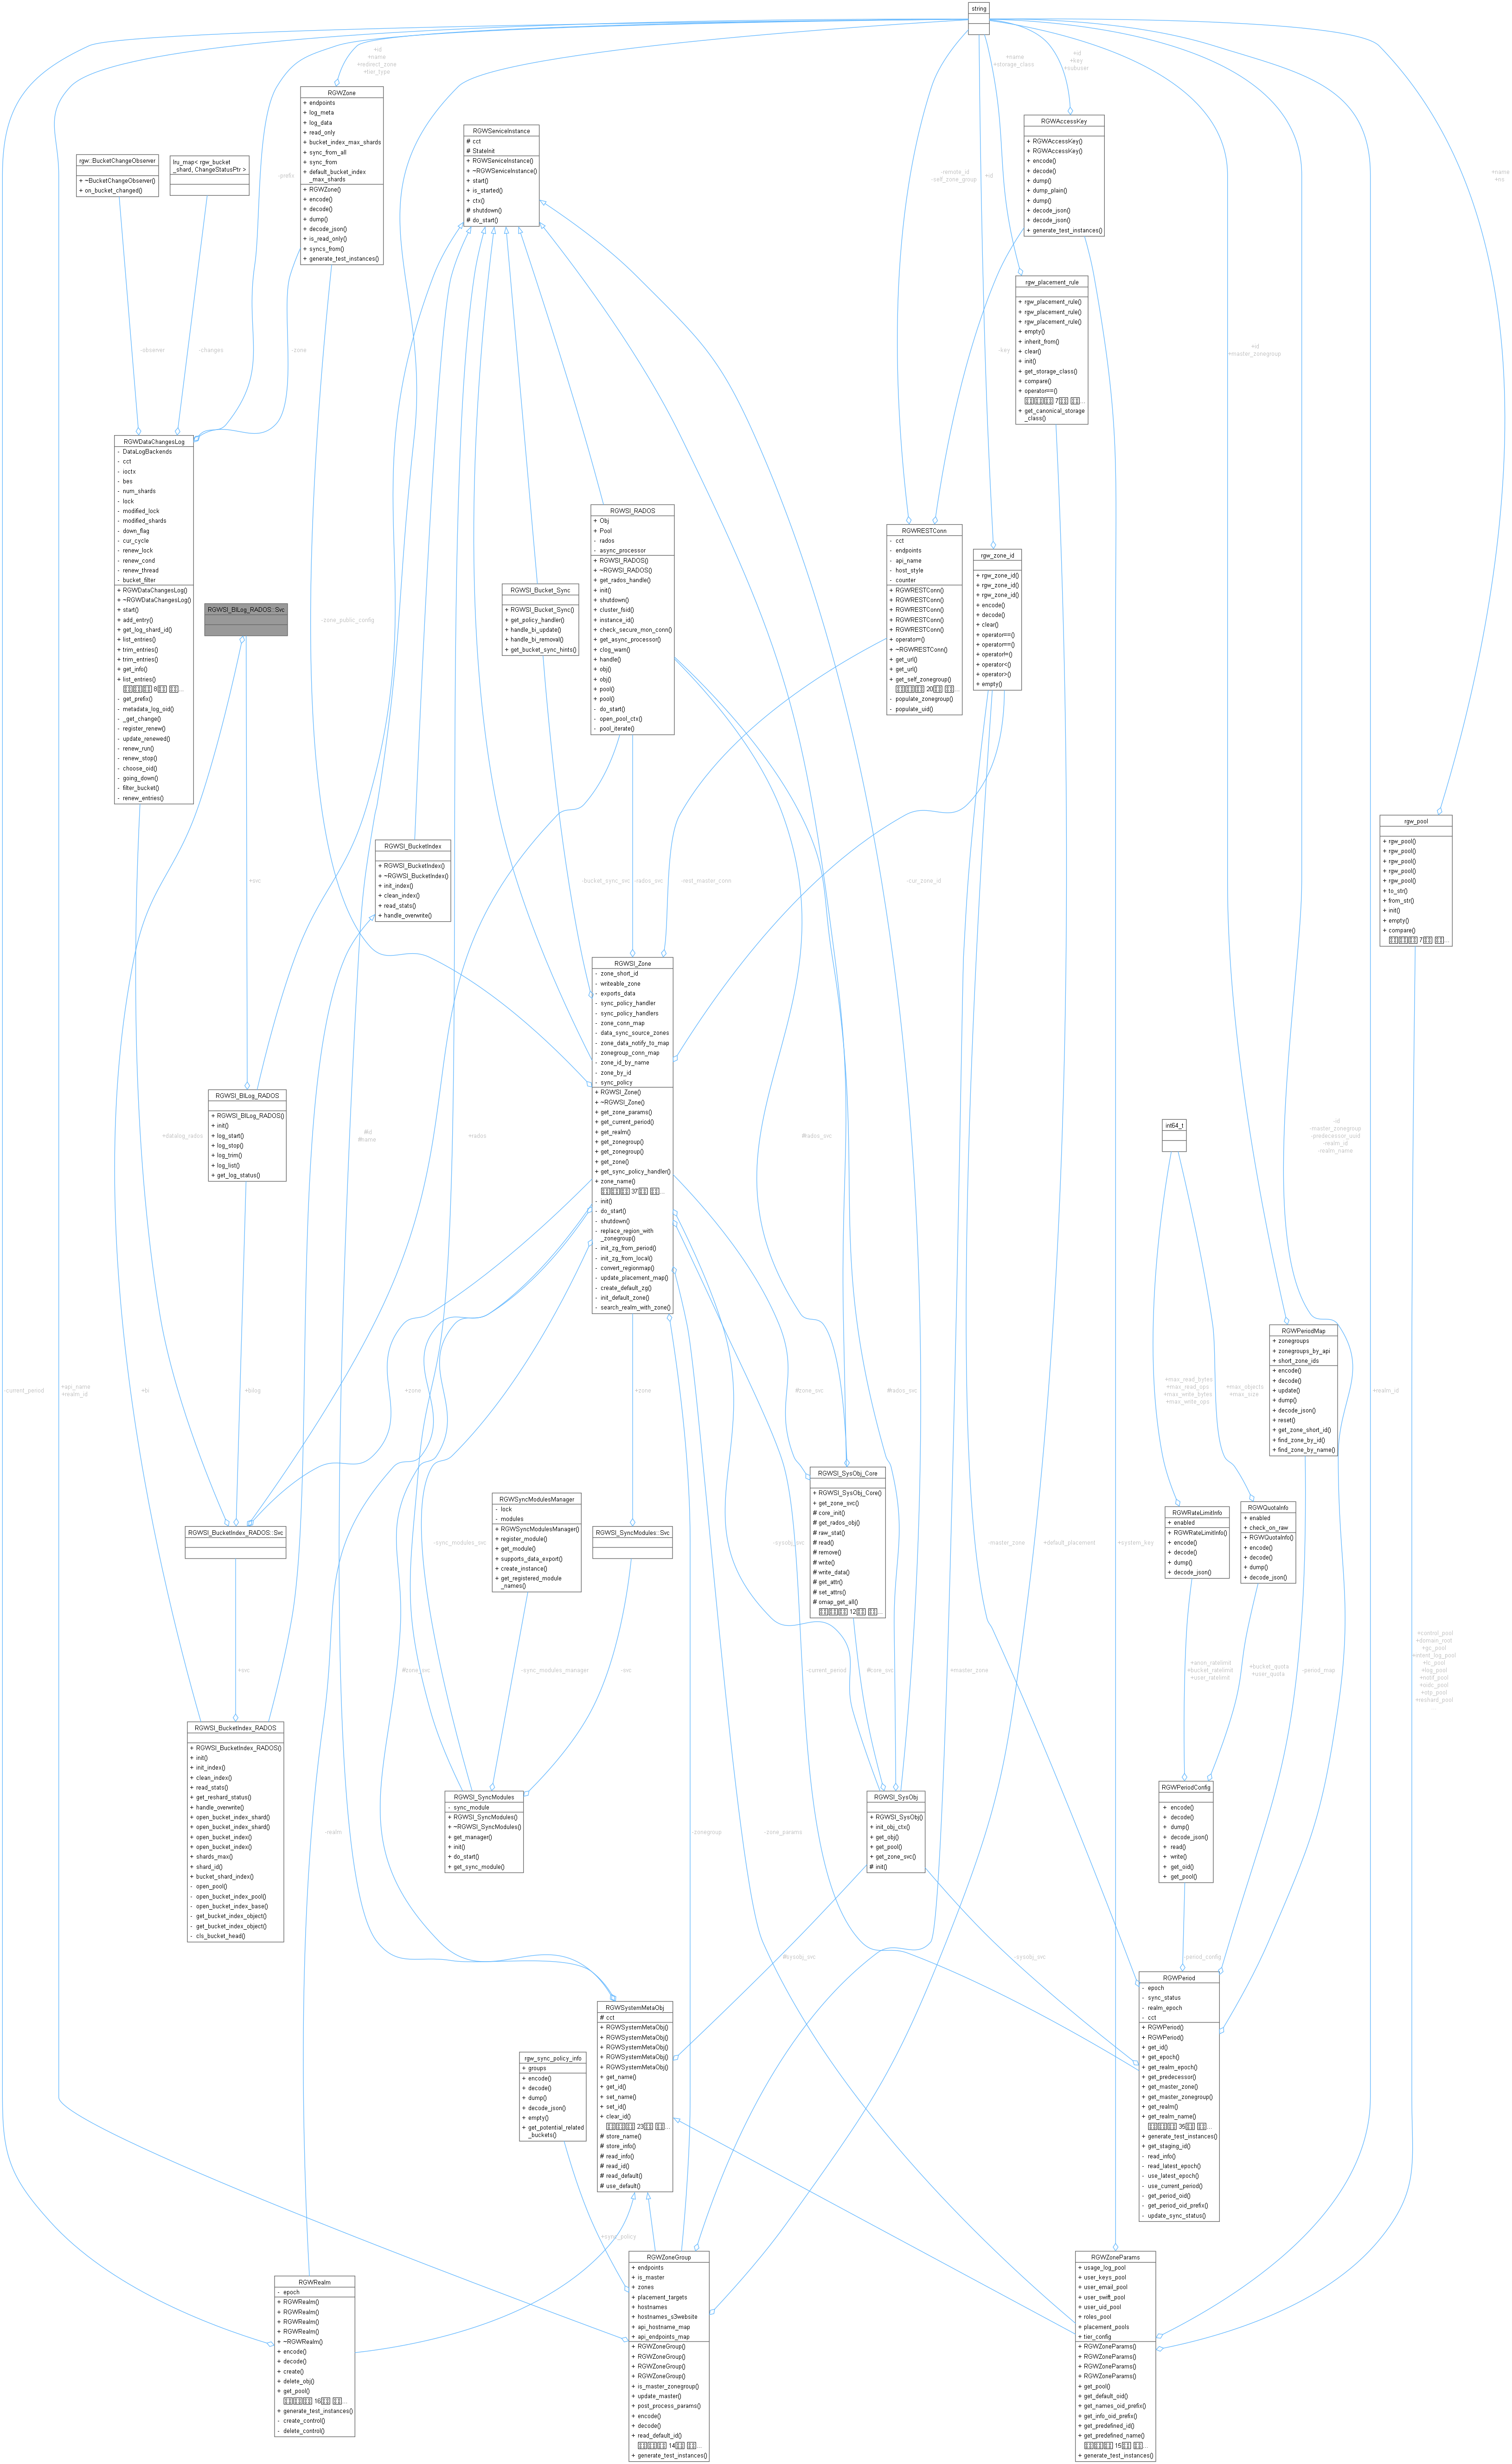 string
+id
+name
+redirect_zone
+tier_type
+name
+storage_class
+id
+key
+subuser
RGWZone
+ endpoints
+ log_meta
+ log_data
+ read_only
+ bucket_index_max_shards
+ sync_from_all
+ sync_from
+ default_bucket_index
_max_shards
+ RGWZone()
+ encode()
+ decode()
+ dump()
+ decode_json()
+ is_read_only()
+ syncs_from()
+ generate_test_instances()
RGWServiceInstance
# cct
# StateInit
+ RGWServiceInstance()
+ ~RGWServiceInstance()
+ start()
+ is_started()
+ ctx()
# shutdown()
# do_start()
RGWAccessKey
+ RGWAccessKey()
+ RGWAccessKey()
+ encode()
+ decode()
+ dump()
+ dump_plain()
+ dump()
+ decode_json()
+ decode_json()
+ generate_test_instances()
rgw::BucketChangeObserver
+ ~BucketChangeObserver()
+ on_bucket_changed()
lru_map< rgw_bucket
_shard, ChangeStatusPtr >
-prefix
-remote_id
-self_zone_group
+id
+name
+ns
rgw_placement_rule
+ rgw_placement_rule()
+ rgw_placement_rule()
+ rgw_placement_rule()
+ empty()
+ inherit_from()
+ clear()
+ init()
+ get_storage_class()
+ compare()
+ operator==()
7
+ get_canonical_storage
_class()
-observer
-changes
-zone
-key
+id
+master_zonegroup
RGWDataChangesLog
- DataLogBackends
- cct
- ioctx
- bes
- num_shards
- lock
- modified_lock
- modified_shards
- down_flag
- cur_cycle
- renew_lock
- renew_cond
- renew_thread
- bucket_filter
+ RGWDataChangesLog()
+ ~RGWDataChangesLog()
+ start()
+ add_entry()
+ get_log_shard_id()
+ list_entries()
+ trim_entries()
+ trim_entries()
+ get_info()
+ list_entries()
8
- get_prefix()
- metadata_log_oid()
- _get_change()
- register_renew()
- update_renewed()
- renew_run()
- renew_stop()
- choose_oid()
- going_down()
- filter_bucket()
- renew_entries()
RGWSI_BILog_RADOS::Svc
RGWSI_Bucket_Sync
+ RGWSI_Bucket_Sync()
+ get_policy_handler()
+ handle_bi_update()
+ handle_bi_removal()
+ get_bucket_sync_hints()
RGWSI_RADOS
+ Obj
+ Pool
- rados
- async_processor
+ RGWSI_RADOS()
+ ~RGWSI_RADOS()
+ get_rados_handle()
+ init()
+ shutdown()
+ cluster_fsid()
+ instance_id()
+ check_secure_mon_conn()
+ get_async_processor()
+ clog_warn()
+ handle()
+ obj()
+ obj()
+ pool()
+ pool()
- do_start()
- open_pool_ctx()
- pool_iterate()
RGWRESTConn
- cct
- endpoints
- api_name
- host_style
- counter
+ RGWRESTConn()
+ RGWRESTConn()
+ RGWRESTConn()
+ RGWRESTConn()
+ RGWRESTConn()
+ operator=()
+ ~RGWRESTConn()
+ get_url()
+ get_url()
+ get_self_zonegroup()
20
- populate_zonegroup()
- populate_uid()
rgw_zone_id
+ rgw_zone_id()
+ rgw_zone_id()
+ rgw_zone_id()
+ encode()
+ decode()
+ clear()
+ operator==()
+ operator==()
+ operator!=()
+ operator<()
+ operator>()
+ empty()
-zone_public_config
rgw_pool
+ rgw_pool()
+ rgw_pool()
+ rgw_pool()
+ rgw_pool()
+ rgw_pool()
+ to_str()
+ from_str()
+ init()
+ empty()
+ compare()
7
RGWSI_BucketIndex
+ RGWSI_BucketIndex()
+ ~RGWSI_BucketIndex()
+ init_index()
+ clean_index()
+ read_stats()
+ handle_overwrite()
+svc
-bucket_sync_svc
-rados_svc
-rest_master_conn
-cur_zone_id
RGWSI_Zone
- zone_short_id
- writeable_zone
- exports_data
- sync_policy_handler
- sync_policy_handlers
- zone_conn_map
- data_sync_source_zones
- zone_data_notify_to_map
- zonegroup_conn_map
- zone_id_by_name
- zone_by_id
- sync_policy
+ RGWSI_Zone()
+ ~RGWSI_Zone()
+ get_zone_params()
+ get_current_period()
+ get_realm()
+ get_zonegroup()
+ get_zonegroup()
+ get_zone()
+ get_sync_policy_handler()
+ zone_name()
37
- init()
- do_start()
- shutdown()
- replace_region_with
_zonegroup()
- init_zg_from_period()
- init_zg_from_local()
- convert_regionmap()
- update_placement_map()
- create_default_zg()
- init_default_zone()
- search_realm_with_zone()
RGWSI_BILog_RADOS
+ RGWSI_BILog_RADOS()
+ init()
+ log_start()
+ log_stop()
+ log_trim()
+ log_list()
+ get_log_status()
+datalog_rados
#id
#name
+rados
#rados_svc
int64_t
-id
-master_zonegroup
-predecessor_uuid
-realm_id
-realm_name
RGWPeriodMap
+ zonegroups
+ zonegroups_by_api
+ short_zone_ids
+ encode()
+ decode()
+ update()
+ dump()
+ decode_json()
+ reset()
+ get_zone_short_id()
+ find_zone_by_id()
+ find_zone_by_name()
-current_period
+api_name
+realm_id
+bi
+bilog
+zone
+zone
#zone_svc
#rados_svc
+max_read_bytes
+max_read_ops
+max_write_bytes
+max_write_ops
+max_objects
+max_size
+realm_id
RGWSI_SysObj_Core
+ RGWSI_SysObj_Core()
+ get_zone_svc()
# core_init()
# get_rados_obj()
# raw_stat()
# read()
# remove()
# write()
# write_data()
# get_attr()
# set_attrs()
# omap_get_all()
12
RGWSyncModulesManager
- lock
- modules
+ RGWSyncModulesManager()
+ register_module()
+ get_module()
+ supports_data_export()
+ create_instance()
+ get_registered_module
_names()
RGWSI_BucketIndex_RADOS::Svc
RGWSI_SyncModules::Svc
RGWRateLimitInfo
+ enabled
+ RGWRateLimitInfo()
+ encode()
+ decode()
+ dump()
+ decode_json()
RGWQuotaInfo
+ enabled
+ check_on_raw
+ RGWQuotaInfo()
+ encode()
+ decode()
+ dump()
+ decode_json()
-sync_modules_svc
-sysobj_svc
-master_zone
+default_placement
+system_key
+svc
#zone_svc
-sync_modules_manager
-svc
-current_period
#core_svc
+master_zone
+anon_ratelimit
+bucket_ratelimit
+user_ratelimit
+bucket_quota
+user_quota
-period_map
+control_pool
+domain_root
+gc_pool
+intent_log_pool
+lc_pool
+log_pool
+notif_pool
+oidc_pool
+otp_pool
+reshard_pool
RGWSI_BucketIndex_RADOS
+ RGWSI_BucketIndex_RADOS()
+ init()
+ init_index()
+ clean_index()
+ read_stats()
+ get_reshard_status()
+ handle_overwrite()
+ open_bucket_index_shard()
+ open_bucket_index_shard()
+ open_bucket_index()
+ open_bucket_index()
+ shards_max()
+ shard_id()
+ bucket_shard_index()
- open_pool()
- open_bucket_index_pool()
- open_bucket_index_base()
- get_bucket_index_object()
- get_bucket_index_object()
- cls_bucket_head()
RGWSI_SyncModules
- sync_module
+ RGWSI_SyncModules()
+ ~RGWSI_SyncModules()
+ get_manager()
+ init()
+ do_start()
+ get_sync_module()
RGWSI_SysObj
+ RGWSI_SysObj()
+ init_obj_ctx()
+ get_obj()
+ get_pool()
+ get_zone_svc()
# init()
RGWPeriodConfig
+ encode()
+ decode()
+ dump()
+ decode_json()
+ read()
+ write()
+ get_oid()
+ get_pool()
-realm
-zonegroup
-zone_params
#sysobj_svc
-sysobj_svc
-period_config
RGWPeriod
- epoch
- sync_status
- realm_epoch
- cct
+ RGWPeriod()
+ RGWPeriod()
+ get_id()
+ get_epoch()
+ get_realm_epoch()
+ get_predecessor()
+ get_master_zone()
+ get_master_zonegroup()
+ get_realm()
+ get_realm_name()
35
+ generate_test_instances()
+ get_staging_id()
- read_info()
- read_latest_epoch()
- use_latest_epoch()
- use_current_period()
- get_period_oid()
- get_period_oid_prefix()
- update_sync_status()
RGWSystemMetaObj
# cct
+ RGWSystemMetaObj()
+ RGWSystemMetaObj()
+ RGWSystemMetaObj()
+ RGWSystemMetaObj()
+ RGWSystemMetaObj()
+ get_name()
+ get_id()
+ set_name()
+ set_id()
+ clear_id()
23
# store_name()
# store_info()
# read_info()
# read_id()
# read_default()
# use_default()
rgw_sync_policy_info
+ groups
+ encode()
+ decode()
+ dump()
+ decode_json()
+ empty()
+ get_potential_related
_buckets()
+sync_policy
RGWRealm
- epoch
+ RGWRealm()
+ RGWRealm()
+ RGWRealm()
+ RGWRealm()
+ ~RGWRealm()
+ encode()
+ decode()
+ create()
+ delete_obj()
+ get_pool()
16
+ generate_test_instances()
- create_control()
- delete_control()
RGWZoneGroup
+ endpoints
+ is_master
+ zones
+ placement_targets
+ hostnames
+ hostnames_s3website
+ api_hostname_map
+ api_endpoints_map
+ RGWZoneGroup()
+ RGWZoneGroup()
+ RGWZoneGroup()
+ RGWZoneGroup()
+ is_master_zonegroup()
+ update_master()
+ post_process_params()
+ encode()
+ decode()
+ read_default_id()
14
+ generate_test_instances()
RGWZoneParams
+ usage_log_pool
+ user_keys_pool
+ user_email_pool
+ user_swift_pool
+ user_uid_pool
+ roles_pool
+ placement_pools
+ tier_config
+ RGWZoneParams()
+ RGWZoneParams()
+ RGWZoneParams()
+ RGWZoneParams()
+ get_pool()
+ get_default_oid()
+ get_names_oid_prefix()
+ get_info_oid_prefix()
+ get_predefined_id()
+ get_predefined_name()
15
+ generate_test_instances()